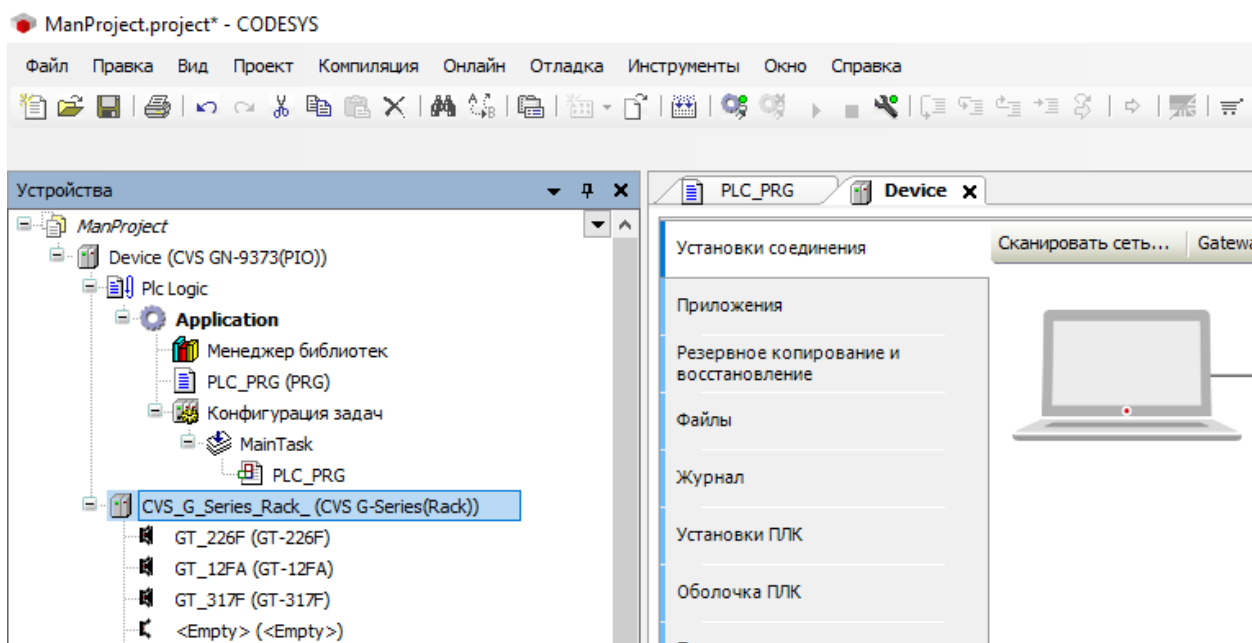 ManProject.project* - CODESYS
Файл Правка Вид Проект Компиляция Онлайн Отладка Инструменты Окно Справка
Устройства
ManProject
Device (CVS GN-9373(PIO))
Plc Logic
Application
Менеджер библиотек
PLC_PRG (PRG)
Конфигурация задач
MainTask
PLC_PRG
CVS_G_Series_Rack_ (CVS G-Series(Rack))
GT_226F (GT-226F)
GT_12FA (GT-12FA)
GT_317F (GT-317F)
<Empty> (<Empty>)
PLC_PRG Device
Установки соединения
Приложения
Резервное копирование и
восстановление
Файлы
Журнал
Установки ПЛК
Оболочка ПЛК
Сканировать сеть... Gatewa